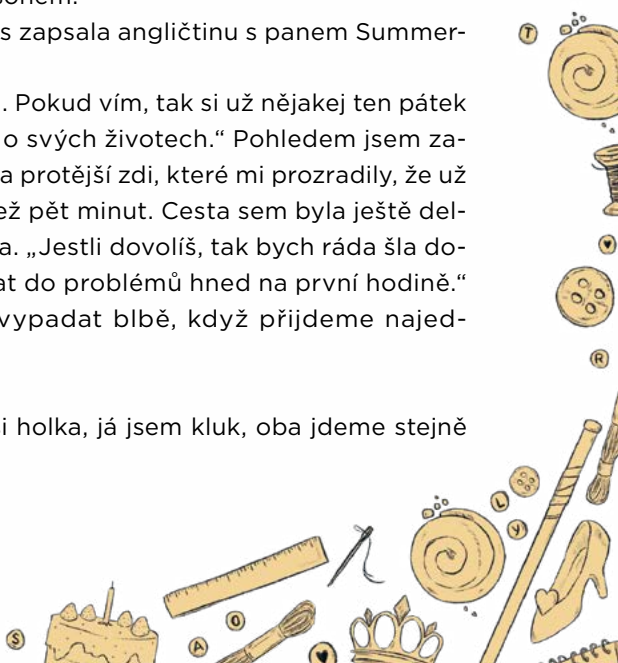 s zapsala angličtinu s panem Summer-
. Pokud vím, tak si už nějakej ten pátek
o svých životech.“ Pohledem jsem za-
a protější zdi, které mi prozradily, že už
ež pět minut. Cesta sem byla ještě del-
a. „Jestli dovolíš, tak bych ráda šla do-
at do problémů hned na první hodině.“
vypadat blbě, když přijdeme najed-
i holka, já jsem kluk, oba jdeme stejně
T
R
L
Y
O
A
S